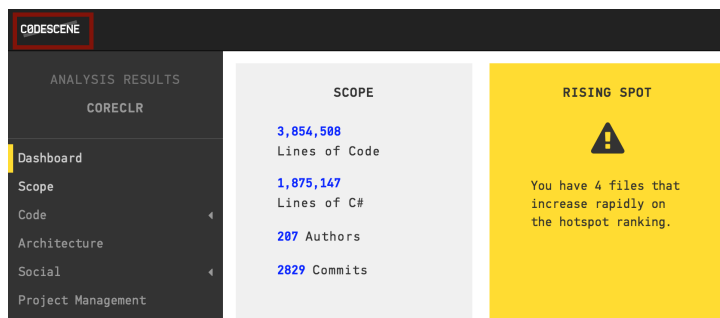 CØDESCENE
ANALYSIS RESULTS
CORECLR
Dashboard
Scope
Code
Architecture
Social
Project Management
SCOPE
3,854,508
Lines of Code
1,875,147
Lines of C#
207 Authors
2829 Commits
RISING SPOT
You have 4 files that
increase rapidly on
the hotspot ranking.